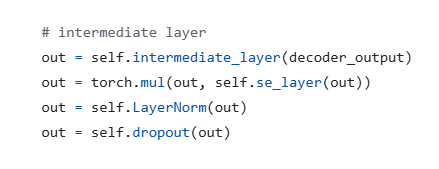 # intermediate layer
out = self.intermediate_layer(decoder_output)
out = torch.mul(out, self.se_layer(out))
out = self.LayerNorm(out)
out = self.dropout(out)